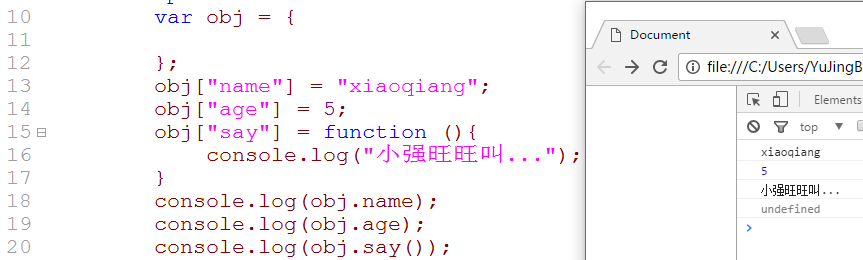 10 var obj = {
11
12 };
13 obj["name"] = "xiaoqiang";
14 obj["age"] = 5;
15 obj["say"] = function (){
16 console.log("小强旺旺叫...");
17 }
18 console.log(obj.name);
19 console.log(obj.age);
20 console.log(obj.say());
Document
file:///C:/Users/YuJingB
Elements
top
xiaoqiang
5
小强旺旺叫...
undefined